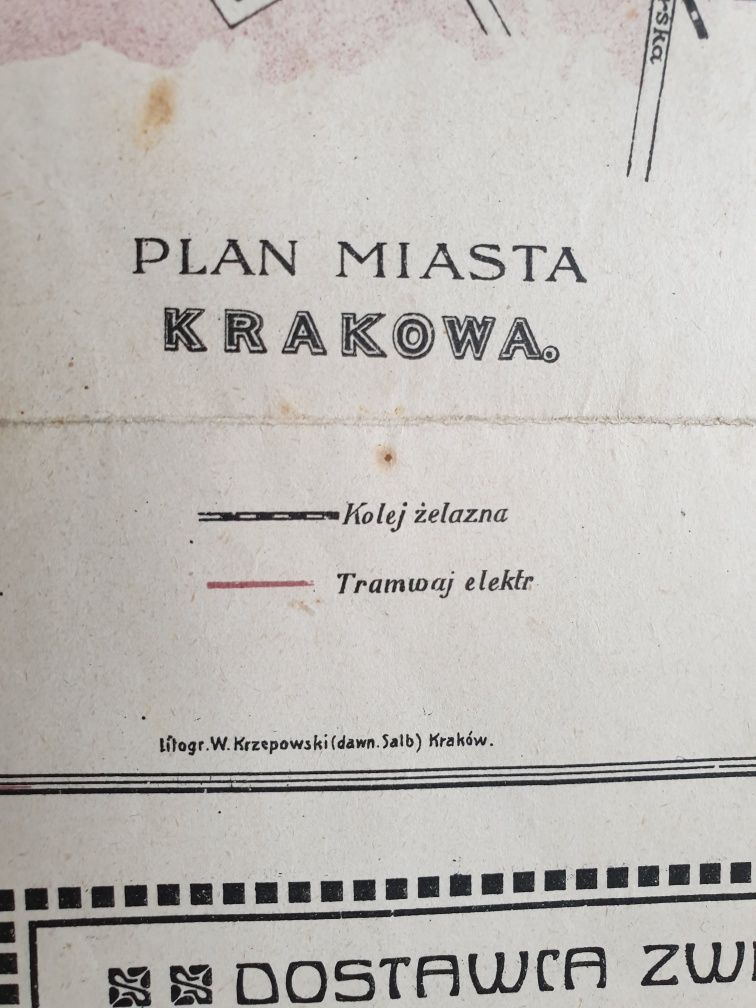 PLAN MIASTA
KRAKOWA.
Kolej żelazna
Tramwaj elektr
Litogr. W. Krzepowski (dawn. Salb) Kraków.
DOSTAWCA